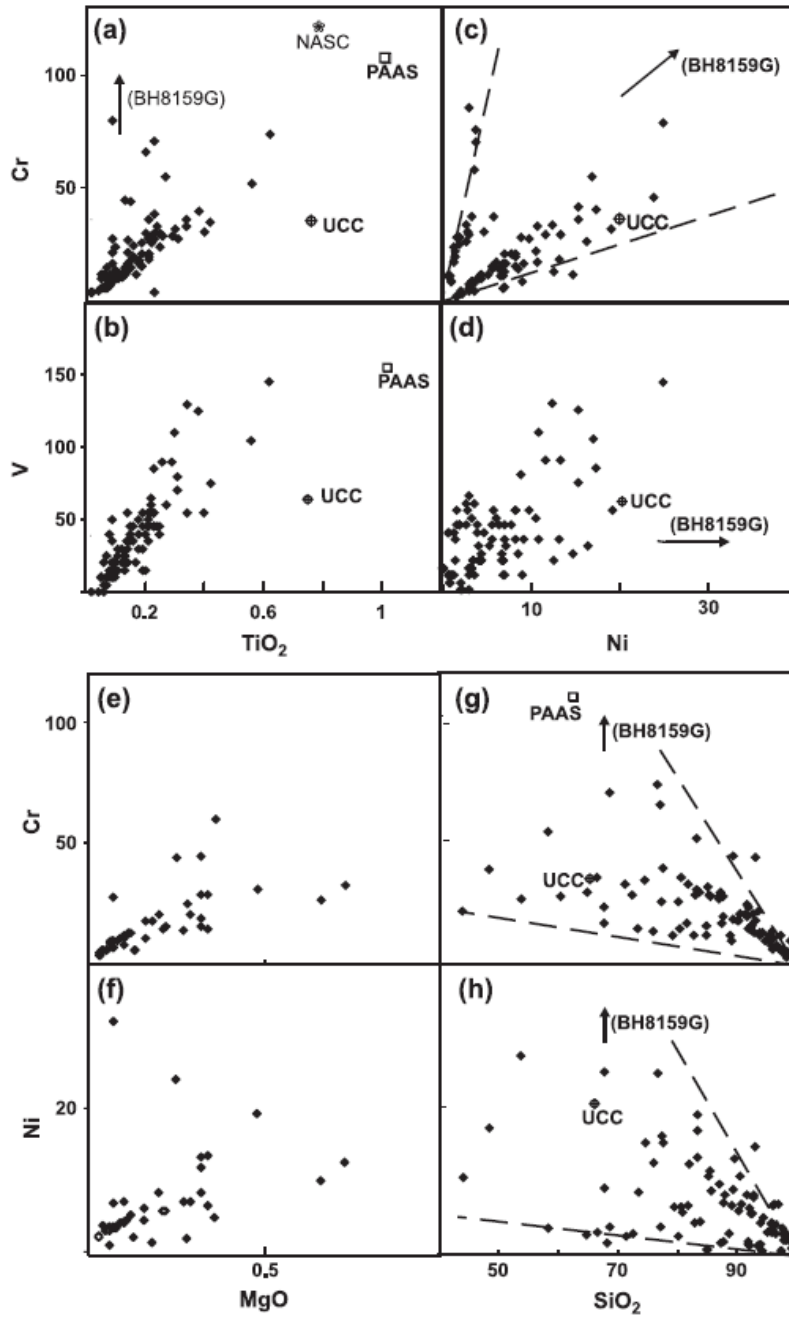 (a)
NASC
PAAS
(BH8159G)
100
Cr
50
UCC
(c)
(BH8159G)
UCC
(b)
PAAS
150
V
100
50
UCC
0.2 0.6 1
TiO2
(d)
UCC
(BH8159G)
10 30
Ni
(e)
100
Cr
50
(g)
PAAS
(BH8159G)
UCC
(f)
Ni
20
0.5
MgO
(h)
(BH8159G)
UCC
50 70 90
SiO2